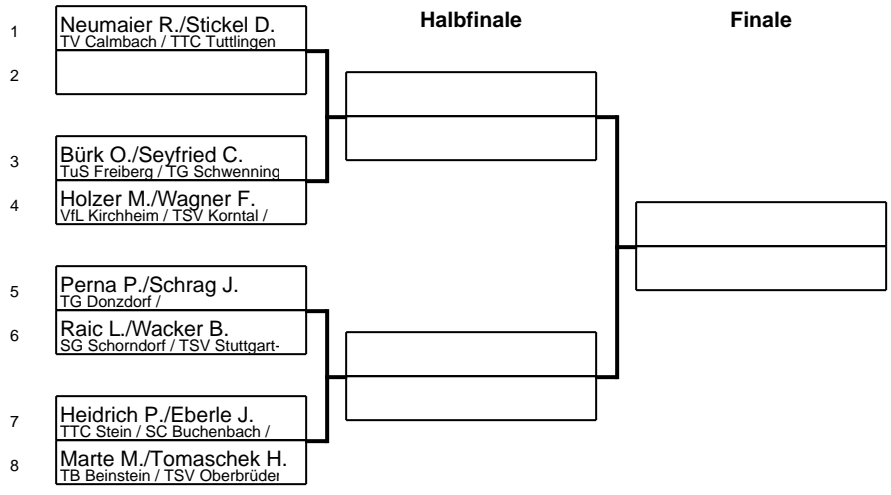 Halbfinale
Finale
1
Neumaier R./Stickel D.
TV Calmbach / TTC Tuttlingen
2
3
Bürk O./Seyfried C.
TuS Freiberg / TG Schwenning
4
Holzer M./Wagner F.
VfL Kirchheim / TSV Korntal /
5
Perna P./Schrag J.
TG Donzdorf /
6
Raic L./Wacker B.
SG Schorndorf / TSV Stuttgart-
7
Heidrich P./Eberle J.
TTC Stein / SC Buchenbach /
8
Marte M./Tomaschek H.
TB Beinstein / TSV Oberbrüder